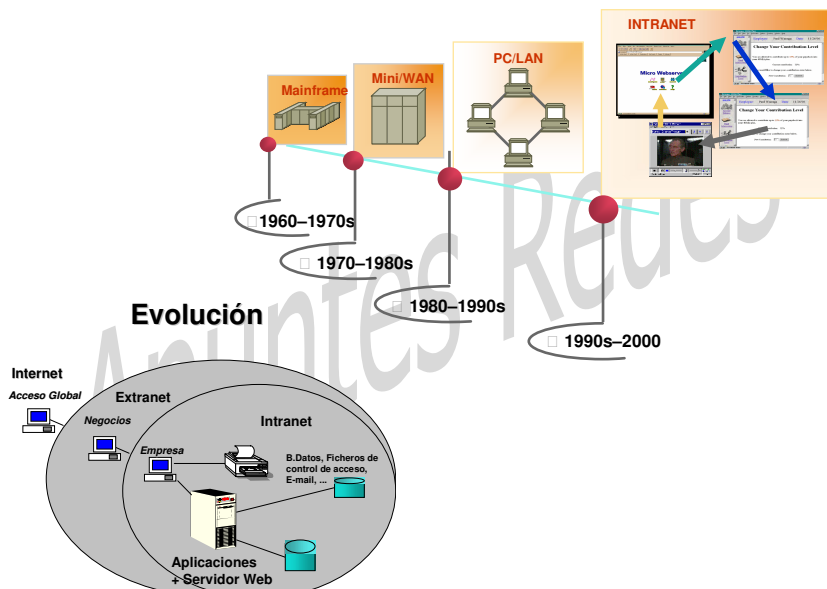 INTRANET
PC/LAN
Mini/WAN
Mainframe
Micro Webserver
Change Your Contribution Level
Change Your Contribution Level
1960–1970s
1970–1980s
1980–1990s
1990s–2000
Apuntes Redes
Evolución
Internet
Acceso Global
Extranet
Negocios
Intranet
Empresa
B.Datos, Ficheros de
control de acceso,
E-mail, ...
Aplicaciones
+ Servidor Web